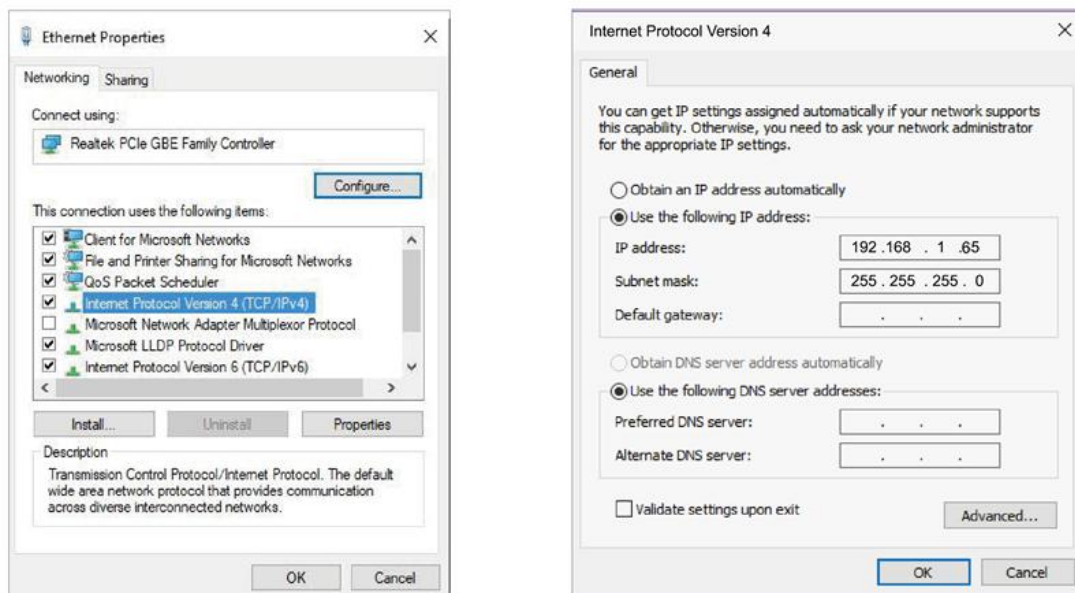 Ethernet Properties
Networking
Sharing
Connect using:
Realtek PCIe GBE Family Controller
Configure...
This connection uses the following items:
Client for Microsoft Networks
File and Printer Sharing for Microsoft Networks
QoS Packet Scheduler
Internet Protocol Version 4 (TCP/IPv4)
Microsoft Network Adapter Multiplexor Protocol
Microsoft LLDP Protocol Driver
Internet Protocol Version 6 (TCP/IPv6)
Install...
Uninstall
Properties
Description
Transmission Control Protocol/Internet Protocol. The default
wide area network protocol that provides communication
across diverse interconnected networks.
OK
Cancel
Internet Protocol Version 4
General
You can get IP settings assigned automatically if your network supports
this capability. Otherwise, you need to ask your network administrator
for the appropriate IP settings.
Obtain an IP address automatically
Use the following IP address:
IP address: 192 .168 . 1 .65
Subnet mask: 255 . 255 . 255 . 0
Default gateway: . . .
Obtain DNS server address automatically
Use the following DNS server addresses:
Preferred DNS server: . . .
Alternate DNS server: . . .
Validate settings upon exit
Advanced...
OK
Cancel